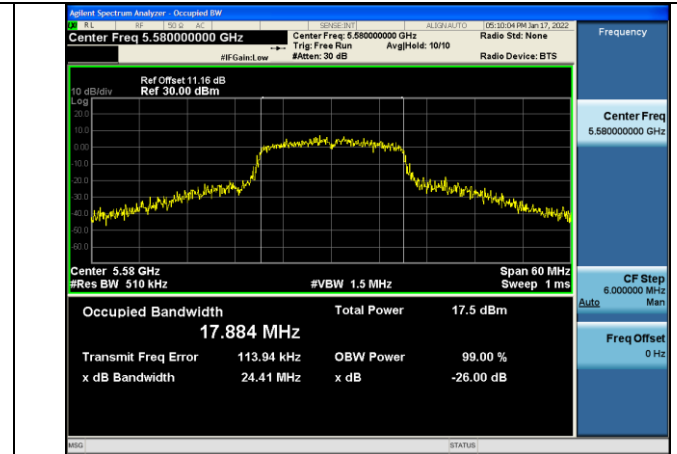 Agilent Spectrum Analyzer - Occupied BW
RL RF 50 Ω AC SENSE:INT ALIGNAUTO 05:10:04 PM Jan 17, 2022
Center Freq 5.580000000 GHz
Center Freq: 5.580000000 GHz
Radio Std: None
Trig: Free Run Avg|Hold: 10/10
#IFGain:Low #Atten: 30 dB Radio Device: BTS
Ref Offset 11.16 dB
10 dB/div Ref 30.00 dBm
Log
20.0
10.0
0.00
-10.0
-20.0
-30.0
-40.0
-50.0
-60.0
Center 5.58 GHz Span 60 MHz
#Res BW 510 kHz #VBW 1.5 MHz Sweep 1 ms
Occupied Bandwidth Total Power 17.5 dBm
17.884 MHz
Transmit Freq Error 113.94 kHz OBW Power 99.00 %
x dB Bandwidth 24.41 MHz x dB -26.00 dB
MSG STATUS
Frequency
Center Freq
5.580000000 GHz
CF Step
6.000000 MHz
Auto Man
Freq Offset
0 Hz